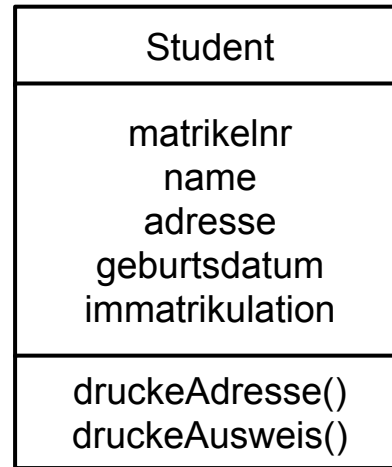 Student
matrikelnr
name
adresse
geburtsdatum
immatrikulation
druckeAdresse()
druckeAusweis()